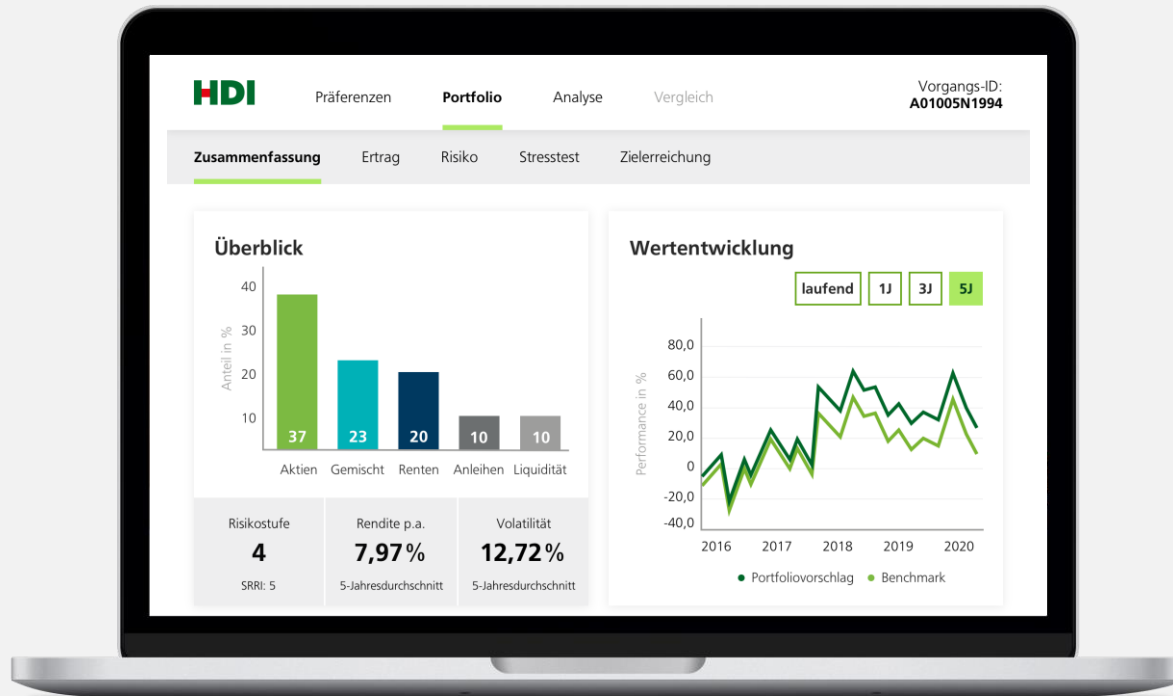 HDI
Präferenzen Portfolio Analyse Vergleich
Vorgangs-ID:
A01005N1994
Zusammenfassung Ertrag Risiko Stresstest Zielerreichung
Überblick
Anteil in %
40
30
20
10
37 23 20 10 10
Aktien Gemischt Renten Anleihen Liquidität
Risikostufe
4
SRRI: 5
Rendite p.a.
7,97 %
5-Jahresdurchschnitt
Volatilität
12,72 %
5-Jahresdurchschnitt
Wertentwicklung
laufend 1J 3J 5J
Performance in %
80,0
60,0
40,0
20,0
0
-20,0
-40,0
2016 2017 2018 2019 2020
Portfoliovorschlag Benchmark